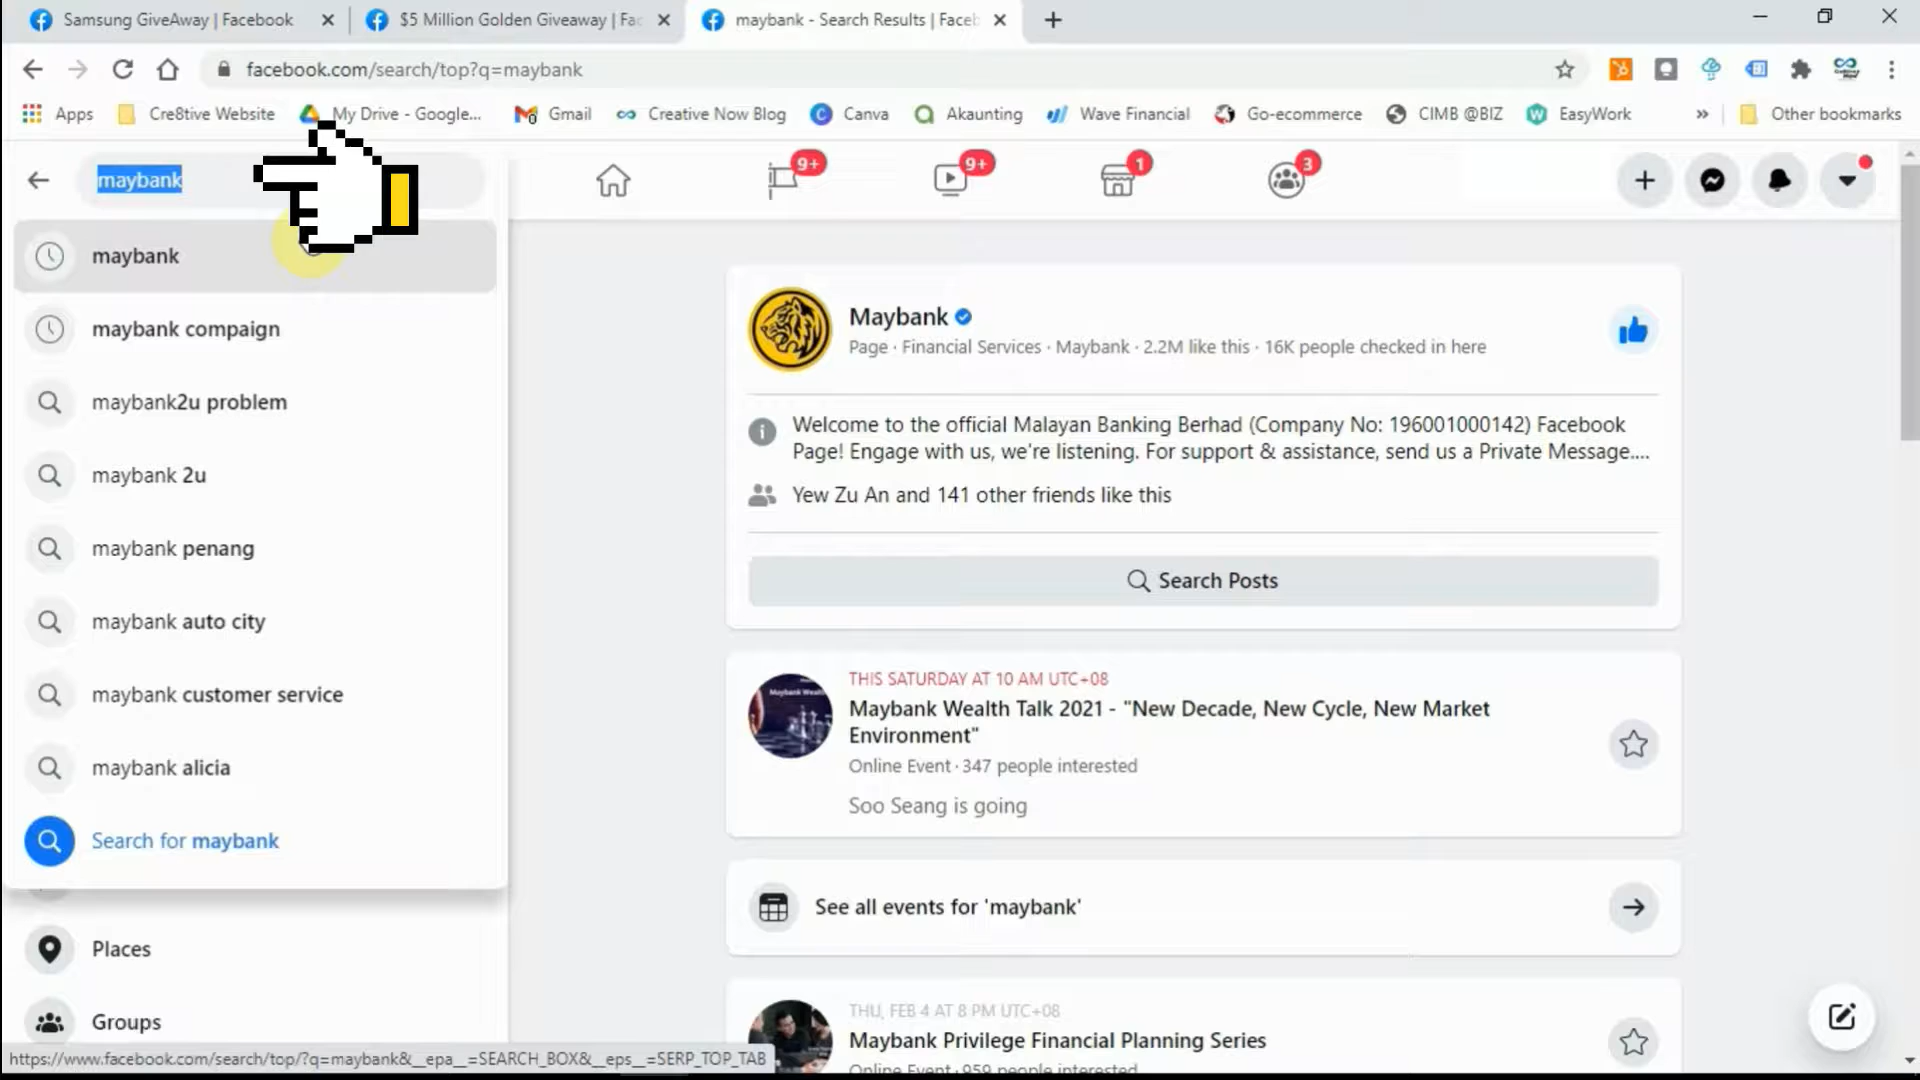 Samsung GiveAway | Facebook
$5 Million Golden Giveaway | Fac
maybank - Search Results | Faceb
facebook.com/search/top?q=maybank
Apps
Cre8tive Website
My Drive - Google...
Gmail
Creative Now Blog
Canva
Akaunting
Wave Financial
Go-ecommerce
CIMB @BIZ
EasyWork
Other bookmarks
maybank
9+
9+
1
3
maybank
maybank compaign
maybank2u problem
maybank 2u
maybank penang
maybank auto city
maybank customer service
maybank alicia
Search for maybank
Places
Groups
Maybank
Page · Financial Services · Maybank · 2.2M like this · 16K people checked in here
Welcome to the official Malayan Banking Berhad (Company No: 196001000142) Facebook
Page! Engage with us, we're listening. For support & assistance, send us a Private Message....
Yew Zu An and 141 other friends like this
Search Posts
Maybank Wealth
THIS SATURDAY AT 10 AM UTC+08
Maybank Wealth Talk 2021 - "New Decade, New Cycle, New Market
Environment"
Online Event · 347 people interested
Soo Seang is going
See all events for 'maybank'
THU, FEB 4 AT 8 PM UTC+08
Maybank Privilege Financial Planning Series
Online Event · 959 people interested
https://www.facebook.com/search/top/?q=maybank&__epa__=SEARCH_BOX&__eps__=SERP_TOP_TAB